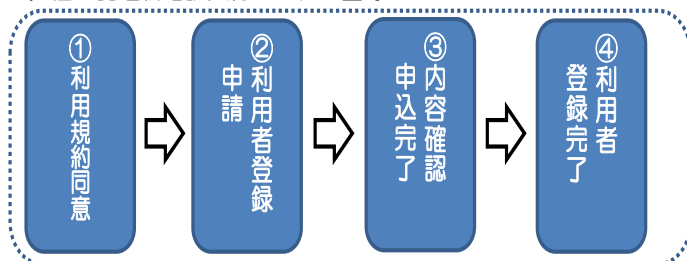 ①利用規約同意
②利用者登録
申請
③内容確認
申込完了
④利用者
登録完了